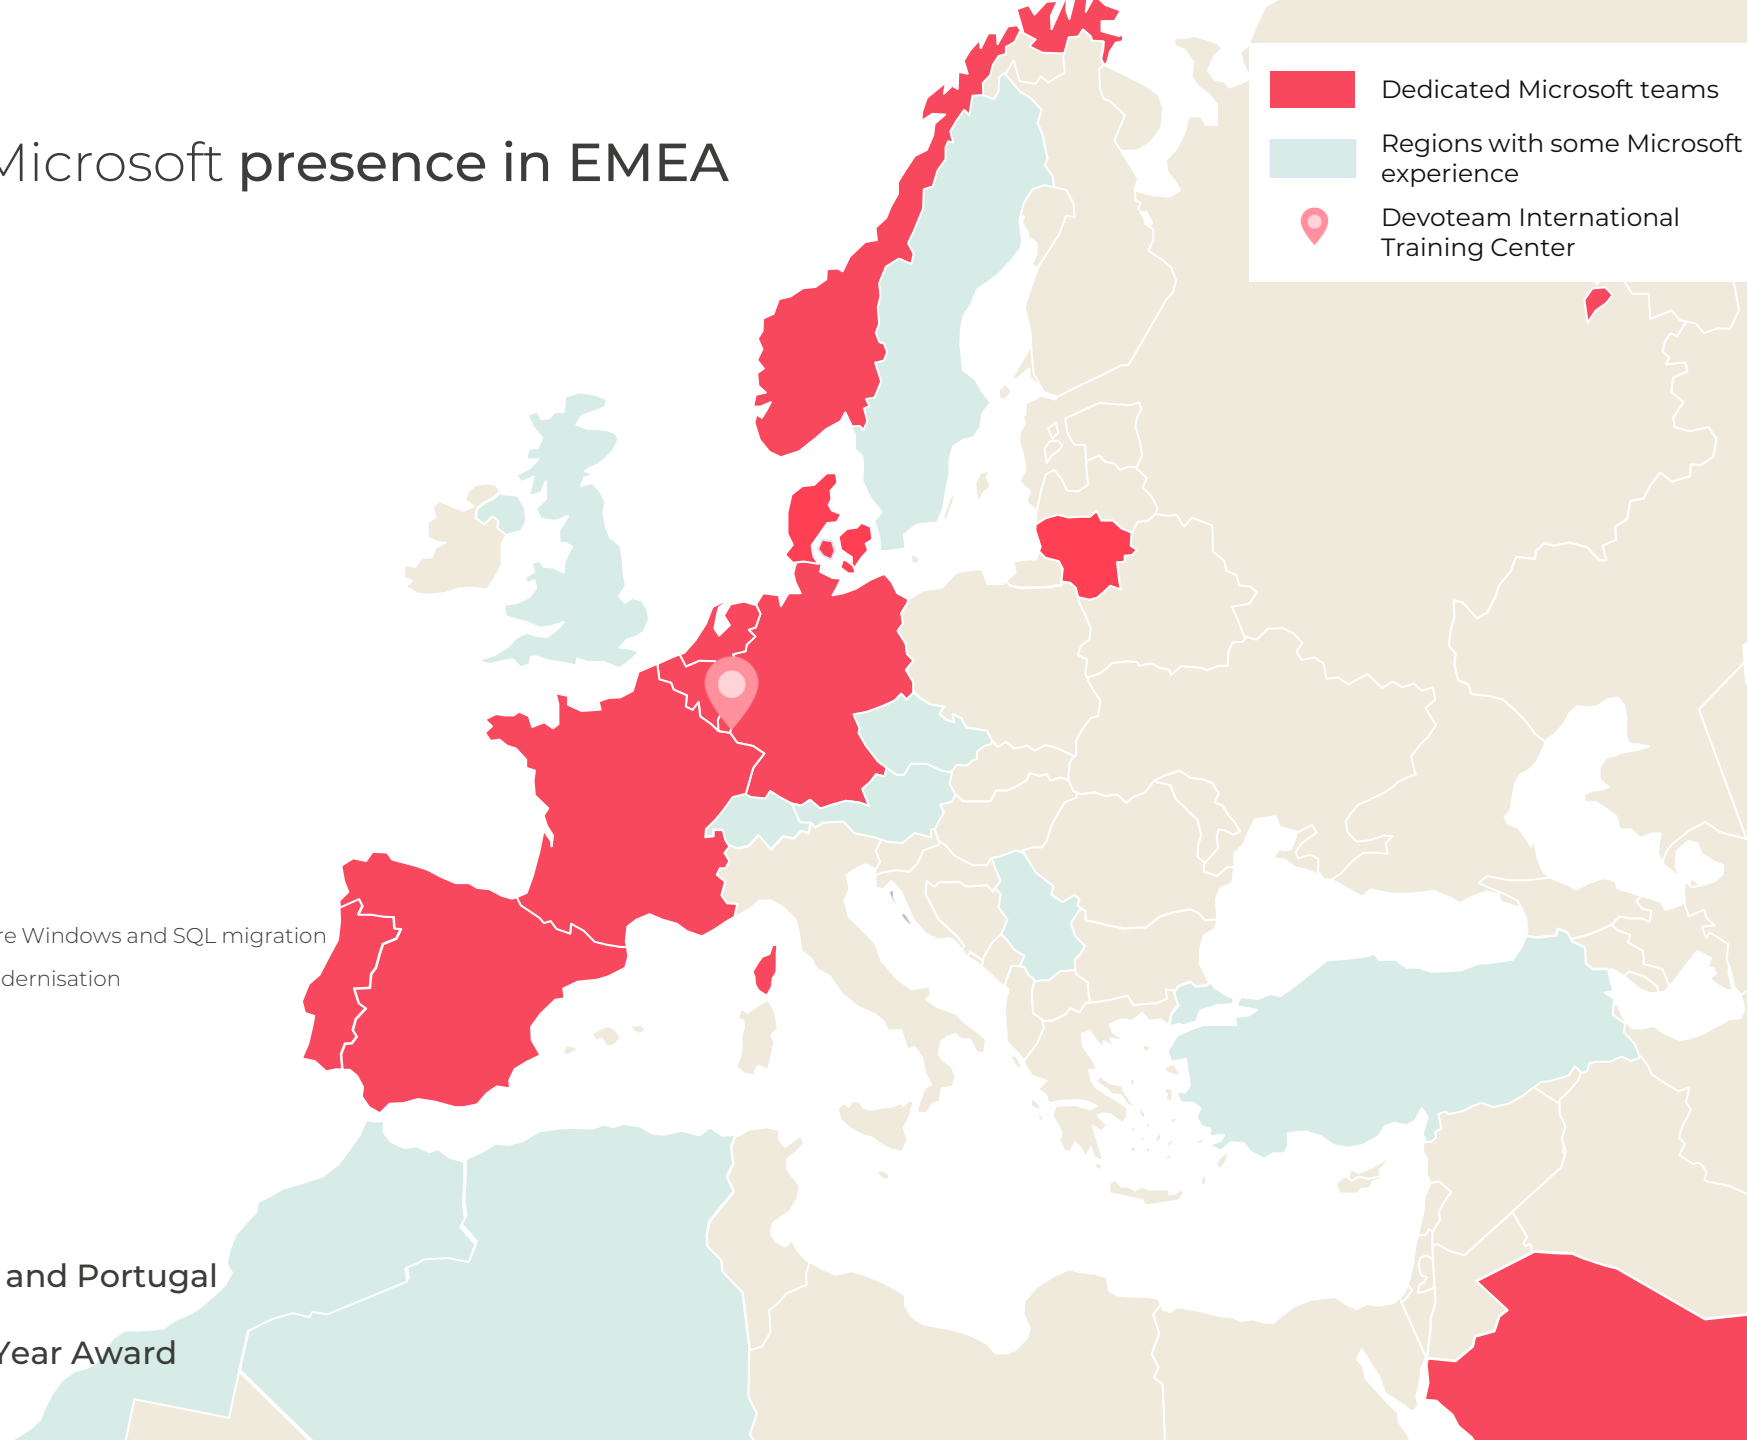 Microsoft presence in EMEA
Dedicated Microsoft teams
Regions with some Microsoft
experience
Devoteam International
Training Center
re Windows and SQL migration
dernisation
and Portugal
Year Award